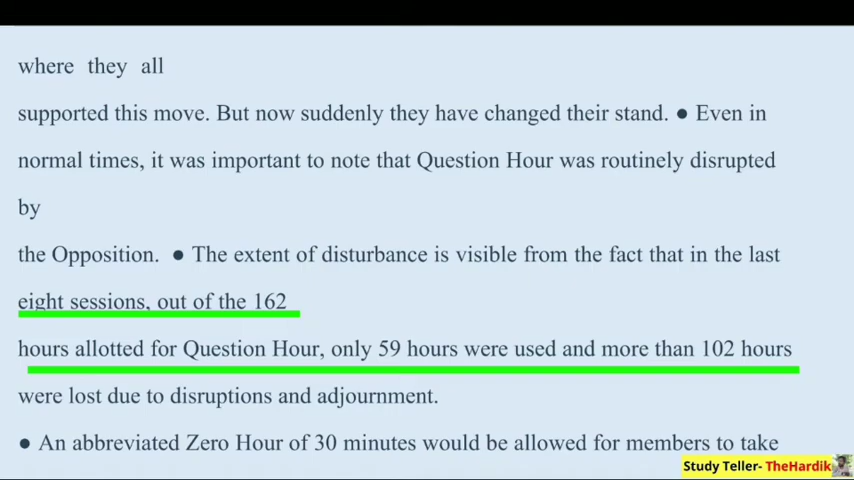 where they all
supported this move. But now suddenly they have changed their stand. ● Even in
normal times, it was important to note that Question Hour was routinely disrupted
by
the Opposition. ● The extent of disturbance is visible from the fact that in the last
eight sessions, out of the 162
hours allotted for Question Hour, only 59 hours were used and more than 102 hours
were lost due to disruptions and adjournment.
● An abbreviated Zero Hour of 30 minutes would be allowed for members to take
Study Teller- TheHardik